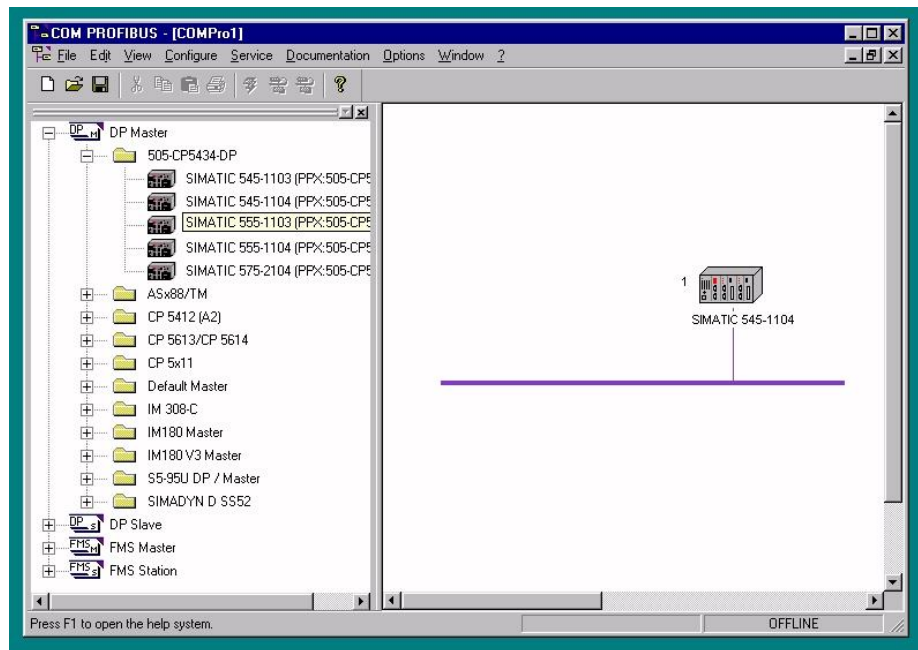 COM PROFIBUS - [COMPro1]
File Edit View Configure Service Documentation Options Window ?
DP M DP Master
505-CP5434-DP
SIMATIC 545-1103 (PPX:505-CP5
SIMATIC 545-1104 (PPX:505-CP5
SIMATIC 555-1103 (PPX:505-CP5
SIMATIC 555-1104 (PPX:505-CP5
SIMATIC 575-2104 (PPX:505-CP5
ASx88/TM
CP 5412 (A2)
CP 5613/CP 5614
CP 5x11
Default Master
IM 308-C
IM180 Master
IM180 V3 Master
S5-95U DP / Master
SIMADYN D SS52
DP s DP Slave
FMS M FMS Master
FMS s FMS Station
1
SIMATIC 545-1104
Press F1 to open the help system.
OFFLINE